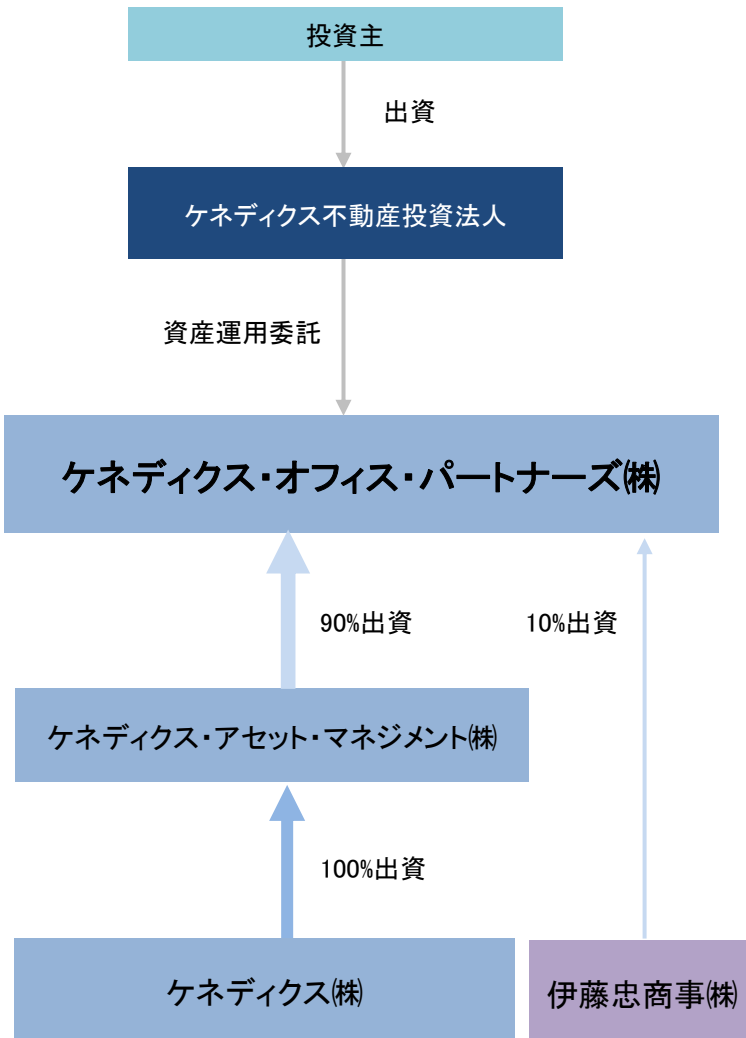 投資主
出資
ケネディクス不動産投資法人
資産運用委託
ケネディクス・オフィス・パートナーズ㈱
90%出資
10%出資
ケネディクス・アセット・マネジメント㈱
100%出資
ケネディクス㈱
伊藤忠商事㈱